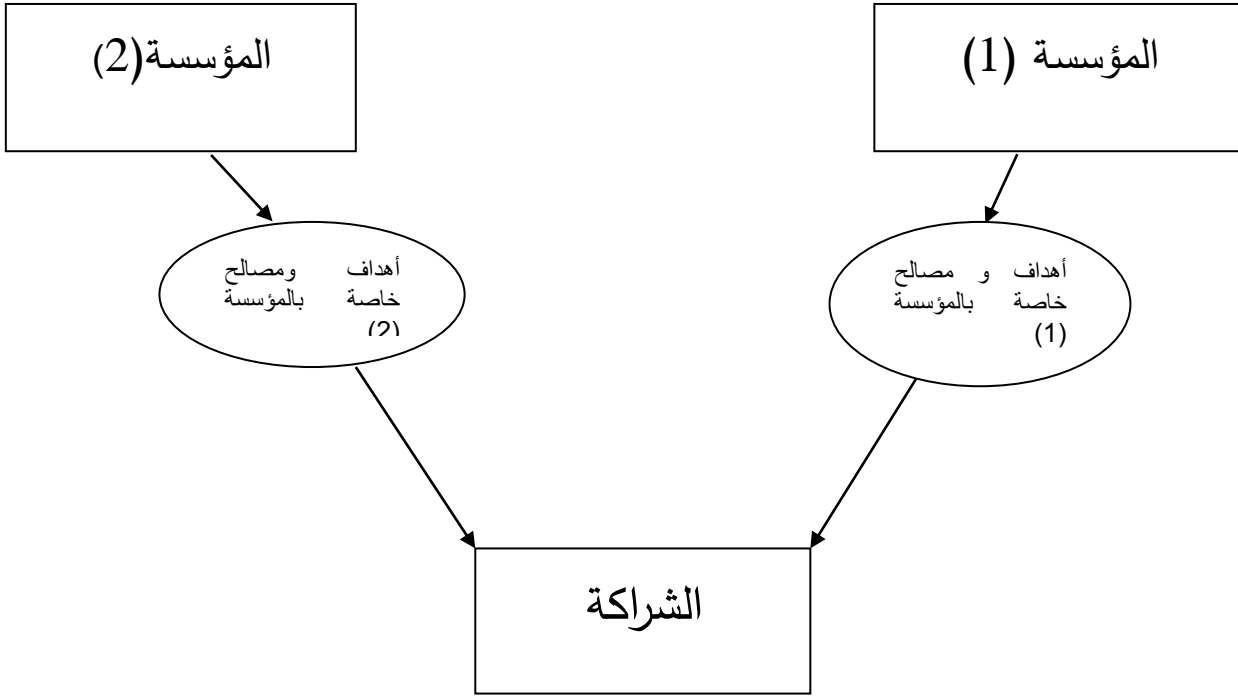 المؤسسة (1)
المؤسسة(2)
أهداف و مصالح
خاصة بالمؤسسة
(1)
أهداف ومصالح
خاصة بالمؤسسة
(2)
الشراكة